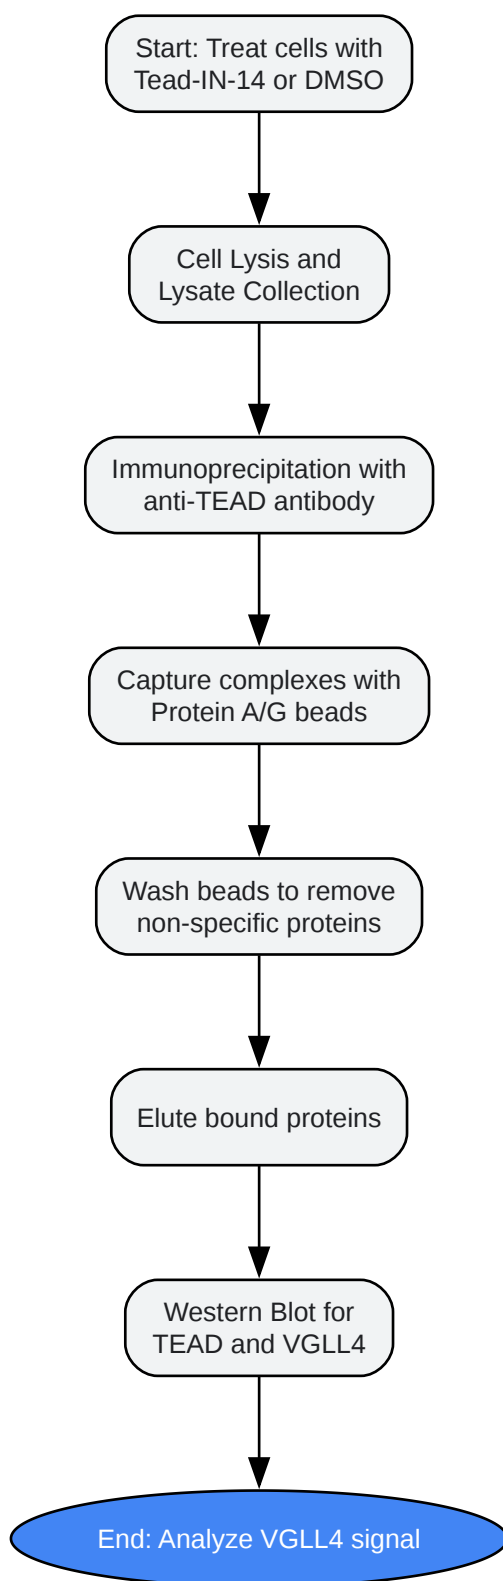 Start: Treat cells with
Tead-IN-14 or DMSO
Cell Lysis and
Lysate Collection
Immunoprecipitation with
anti-TEAD antibody
Capture complexes with
Protein A/G beads
Wash beads to remove
non-specific proteins
Elute bound proteins
Western Blot for
TEAD and VGLL4
End: Analyze VGLL4 signal